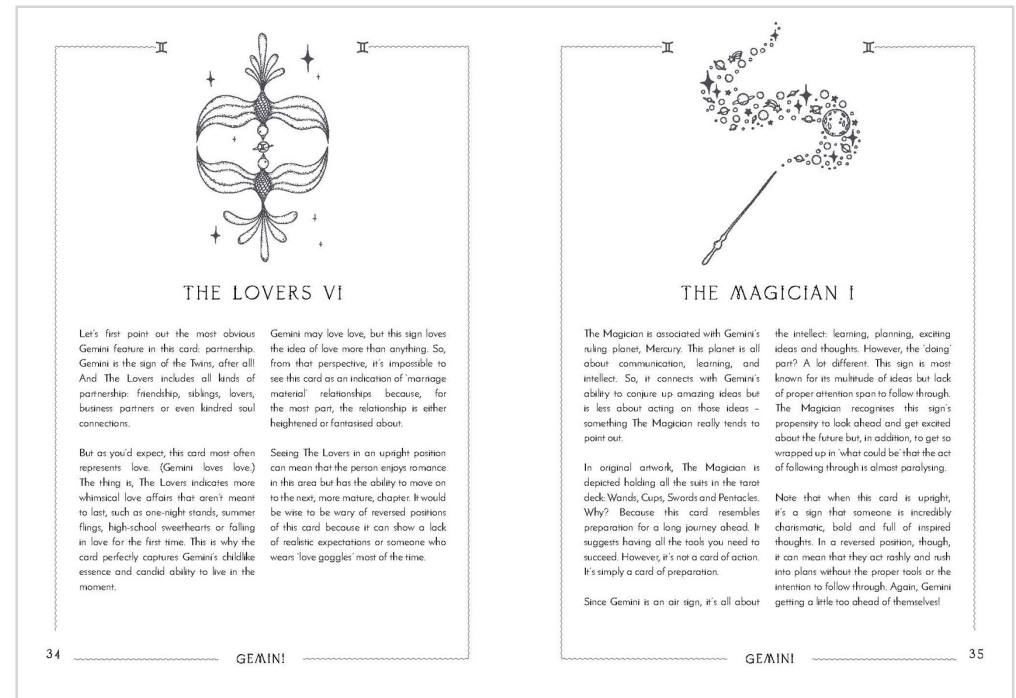 THE LOVERS VI
Let's first point out the most obvious
Gemini feature in this card: partnership.
Gemini is the sign of the Twins, after all!
And The Lovers includes all kinds of
partnership: friendship, siblings, lovers,
business partners or even kindred soul
connections.
But as you'd expect, this card most often
represents love. (Gemini loves love.)
The thing is, The Lovers indicates more
whimsical love affairs that aren't meant
to last, such as one-night stands, summer
flings, high-school sweethearts or falling
in love for the first time. This is why the
card perfectly captures Gemini's childlike
essence and candid ability to live in the
moment.
Gemini may love love, but this sign loves
the idea of love more than anything. So,
from that perspective, it's impossible to
see this card as an indication of 'marriage
material' relationships because, for
the most part, the relationship is either
heightened or fantasised about.
Seeing The Lovers in an upright position
can mean that the person enjoys romance
in this area but has the ability to move on
to the next, more mature, chapter. It would
be wise to be wary of reversed positions
of this card because it can show a lack
of realistic expectations or someone who
wears 'love goggles' most of the time.
34
GEMINI
THE MAGICIAN I
The Magician is associated with Gemini's
ruling planet, Mercury. This planet is all
about communication, learning, and
intellect. So, it connects with Gemini's
ability to conjure up amazing ideas but
is less about acting on those ideas –
something The Magician really tends to
point out.
In original artwork, The Magician is
depicted holding all the suits in the tarot
deck: Wands, Cups, Swords and Pentacles.
Why? Because this card resembles
preparation for a long journey ahead. It
suggests having all the tools you need to
succeed. However, it's not a card of action.
It's simply a card of preparation.
Since Gemini is an air sign, it's all about
the intellect: learning, planning, exciting
ideas and thoughts. However, the 'doing'
part? A lot different. This sign is most
known for its multitude of ideas but lack
of proper attention span to follow through.
The Magician recognises this sign's
propensity to look ahead and get excited
about the future but, in addition, to get so
wrapped up in 'what could be' that the act
of following through is almost paralysing.
Note that when this card is upright,
it's a sign that someone is incredibly
charismatic, bold and full of inspired
thoughts. In a reversed position, though,
it can mean that they act rashly and rush
into plans without the proper tools or the
intention to follow through. Again, Gemini
getting a little too ahead of themselves!
GEMINI
35